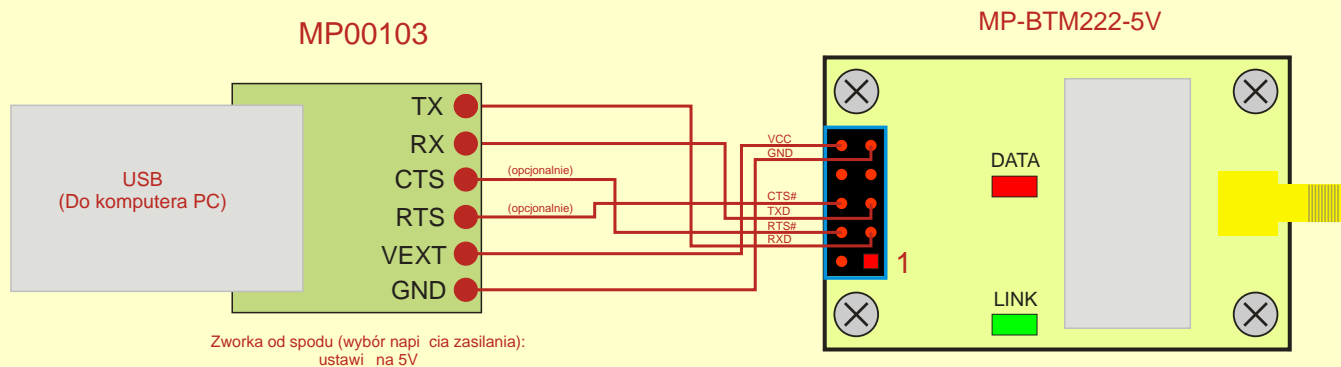 MP00103
MP-BTM222-5V
USB
(Do komputera PC)
TX
RX
CTS
RTS
VEXT
GND
(opcjonalnie)
(opcjonalnie)
VCC
GND
CTS#
TXD
RTS#
RXD
1
DATA
LINK
Zworka od spodu (wybór napi cia zasilania):
ustawi na 5V